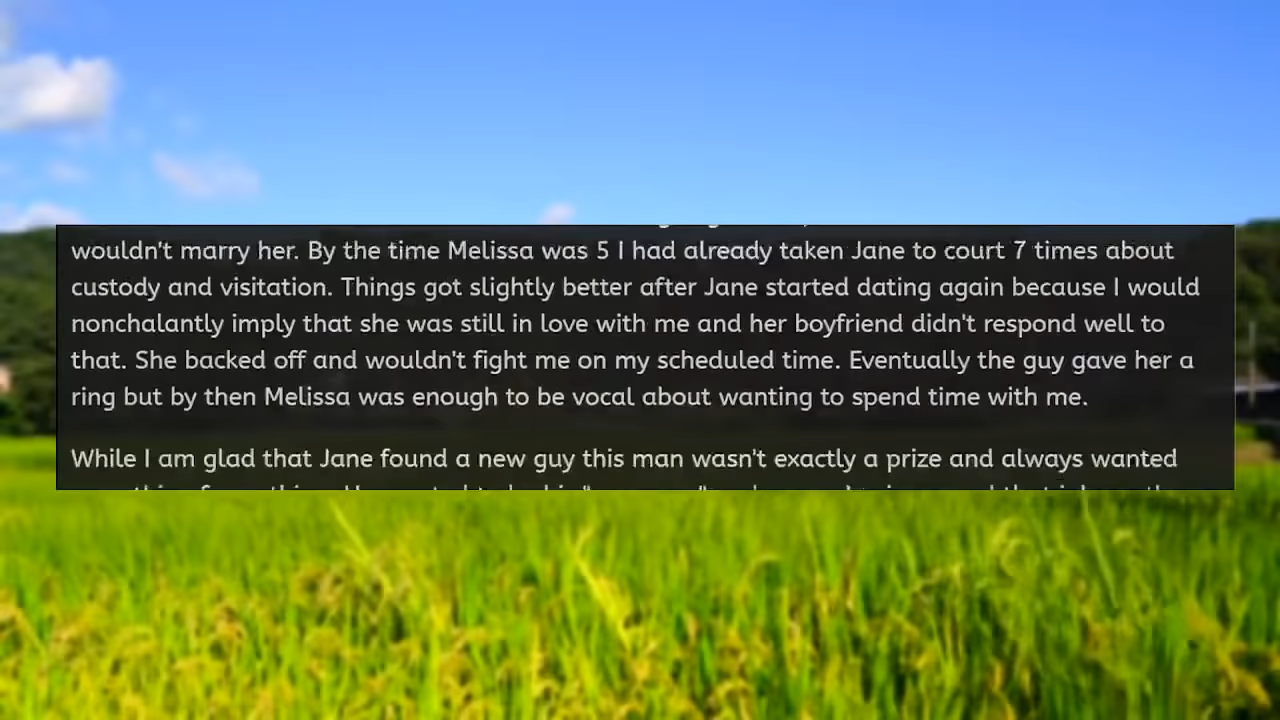 wouldn't marry her. By the time Melissa was 5 I had already taken Jane to court 7 times about
custody and visitation. Things got slightly better after Jane started dating again because I would
nonchalantly imply that she was still in love with me and her boyfriend didn't respond well to
that. She backed off and wouldn't fight me on my scheduled time. Eventually the guy gave her a
ring but by then Melissa was enough to be vocal about wanting to spend time with me.
While I am glad that Jane found a new guy this man wasn't exactly a prize and always wanted